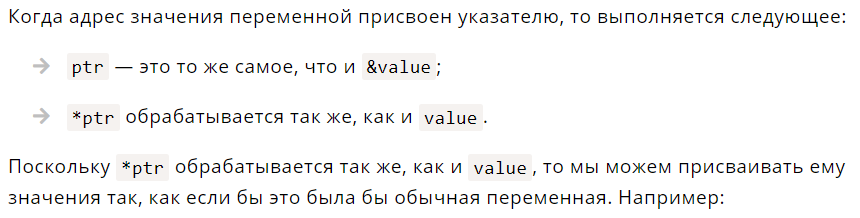 Когда адрес значения переменной присвоен указателю, то выполняется следующее:
→ ptr — это то же самое, что и &value;
→ *ptr обрабатывается так же, как и value.
Поскольку *ptr обрабатывается так же, как и value, то мы можем присваивать ему
значения так, как если бы это была бы обычная переменная. Например: